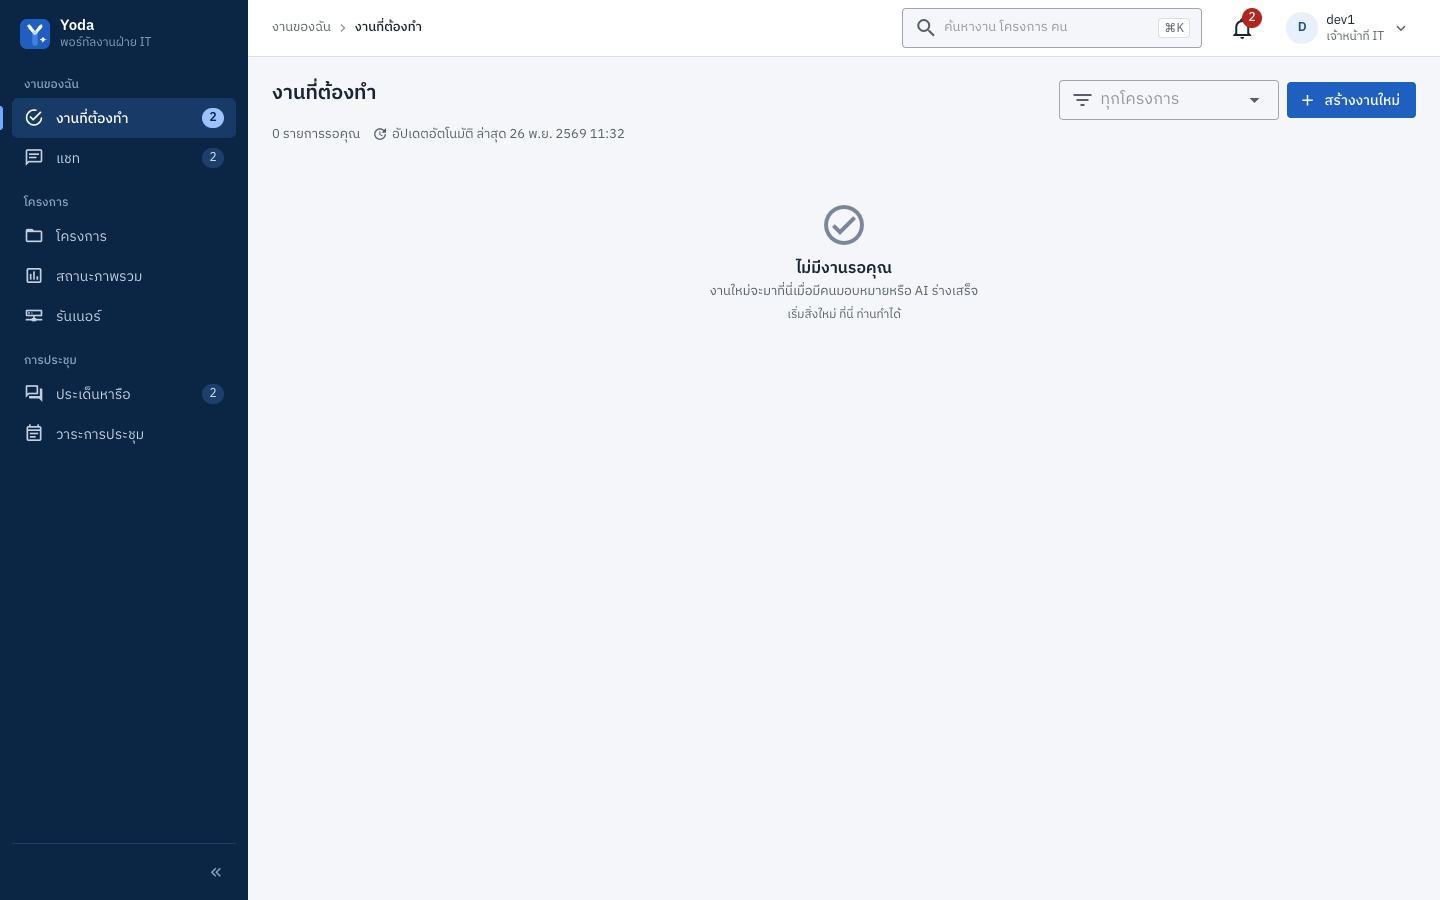 Yoda
พอร์ทัลงานฝ่าย IT
งานของฉัน
งานที่ต้องทำ 2
แชท 2
โครงการ
โครงการ
สถานะภาพรวม
รันเนอร์
การประชุม
ประเด็นหารือ 2
วาระการประชุม
งานของฉัน > งานที่ต้องทำ
ค้นหางาน โครงการ คน ⌘K
2
D
dev1
เจ้าหน้าที่ IT
งานที่ต้องทำ
ทุกโครงการ
+ สร้างงานใหม่
0 รายการรอคุณ อัปเดตอัตโนมัติ ล่าสุด 26 พ.ย. 2569 11:32
ไม่มีงานรอคุณ
งานใหม่จะมาที่นี่เมื่อมีคนมอบหมายหรือ AI ร่างเสร็จ
เริ่มสิ่งใหม่ ที่นี่ ท่านทำได้